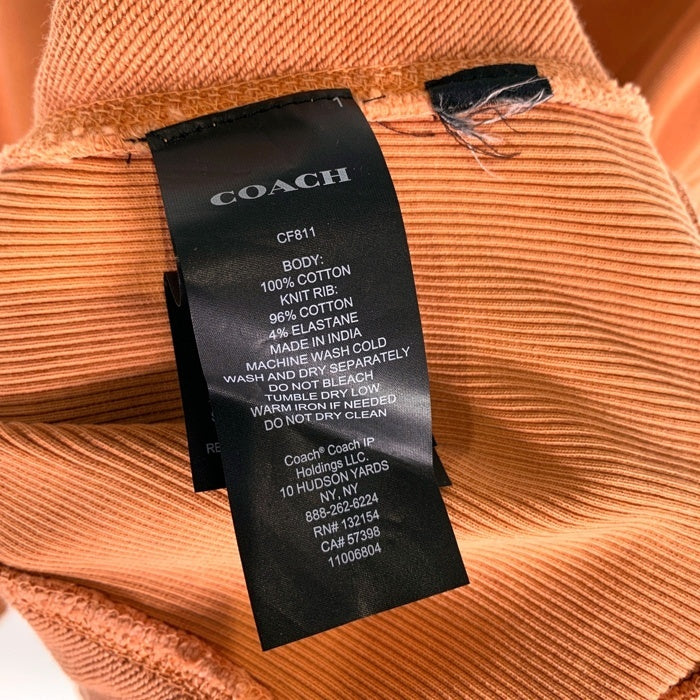 1
COACH
CF811
BODY:
100% COTTON
KNIT RIB:
96% COTTON
4% ELASTANE
MADE IN INDIA
MACHINE WASH COLD
WASH AND DRY SEPARATELY
DO NOT BLEACH
TUMBLE DRY LOW
WARM IRON IF NEEDED
DO NOT DRY CLEAN
Coach® Coach IP
Holdings LLC.
10 HUDSON YARDS
NY, NY
888-262-6224
RN# 132154
CA# 57398
11006804
RE